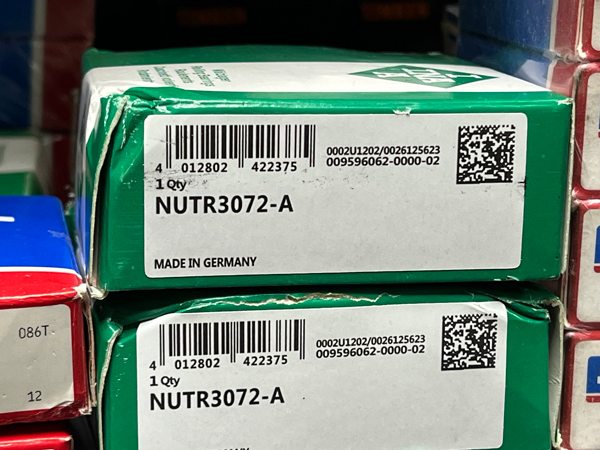 INA
4 012802 422375
0002U1202/0026125623
009596062-0000-02
1 Qty
NUTR3072-A
MADE IN GERMANY
4 012802 422375
0002U1202/0026125623
009596062-0000-02
1 Qty
NUTR3072-A
086T
12